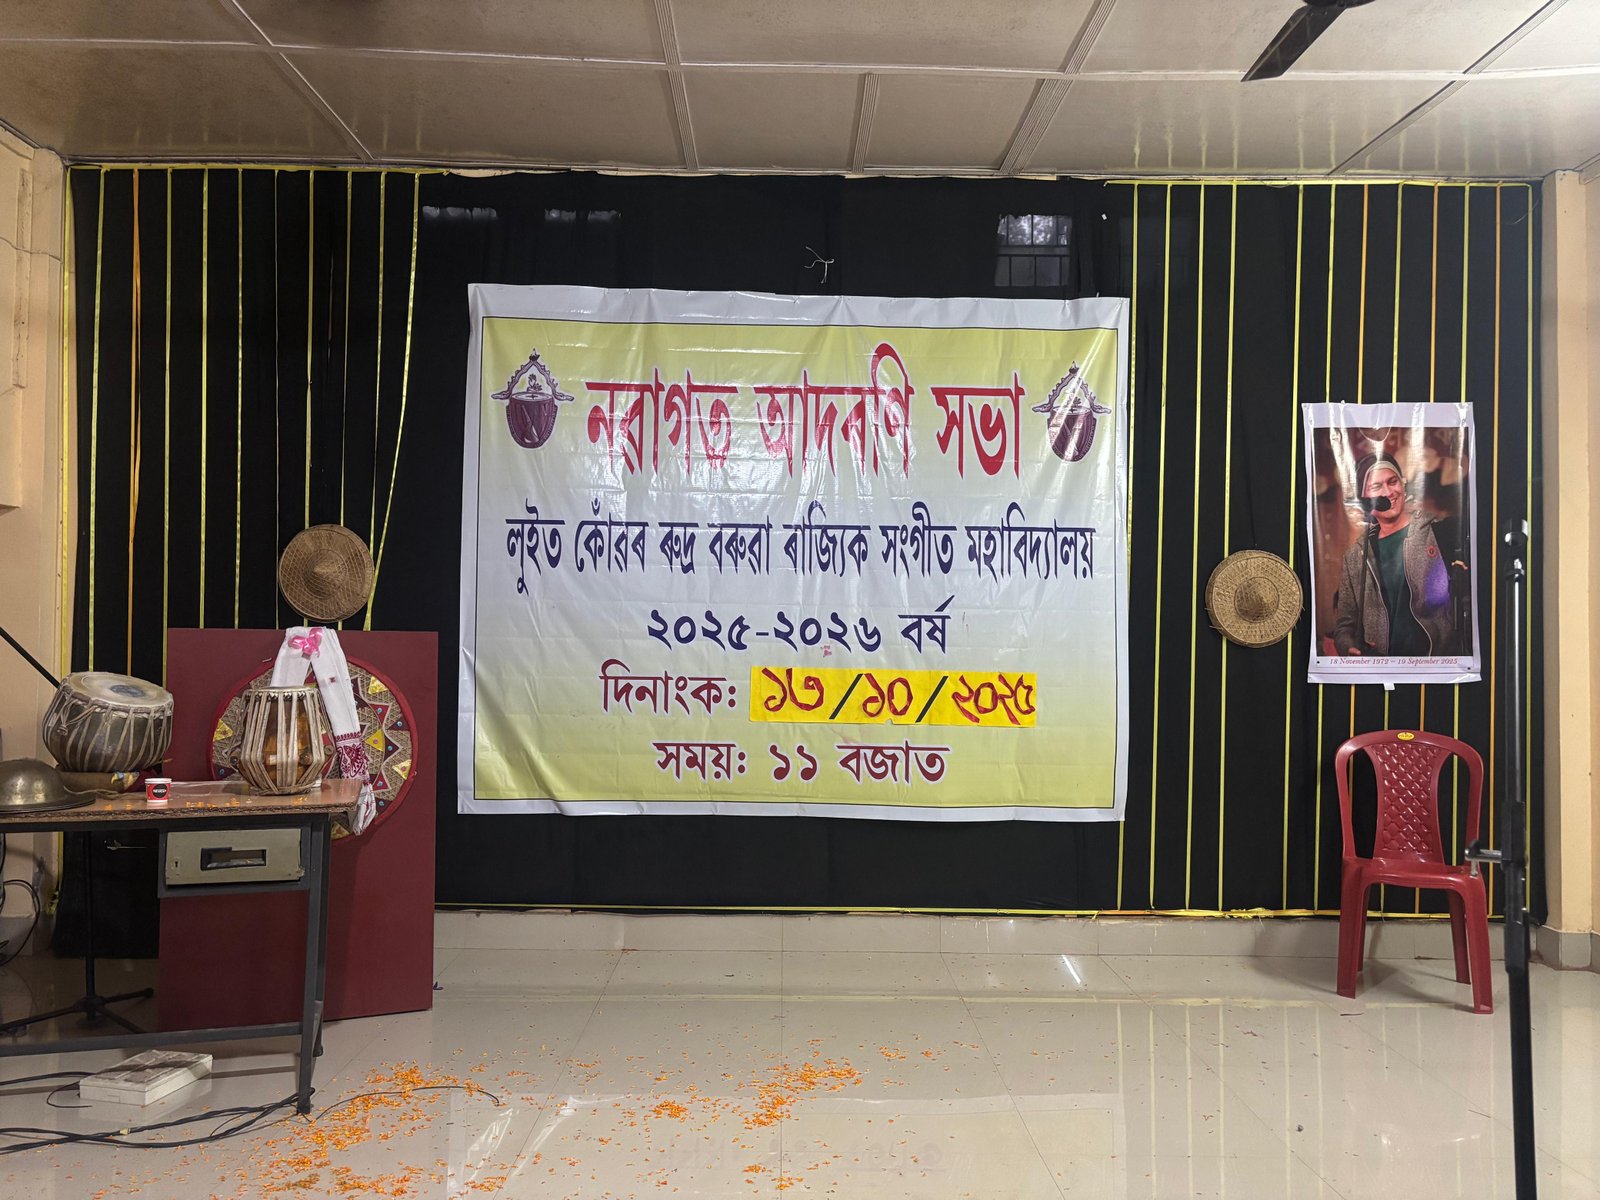 নৱাগত আদৰণি সভা
লুইত কোঁৱৰ ৰুদ্ৰ বৰুৱা ৰাজ্যিক সংগীত মহাবিদ্যালয়
২০২৫-২০২৬ বৰ্ষ
দিনাংক: ১৩/১০/২০২৫
সময়: ১১ বজাত
18 November 1972 – 19 September 2025